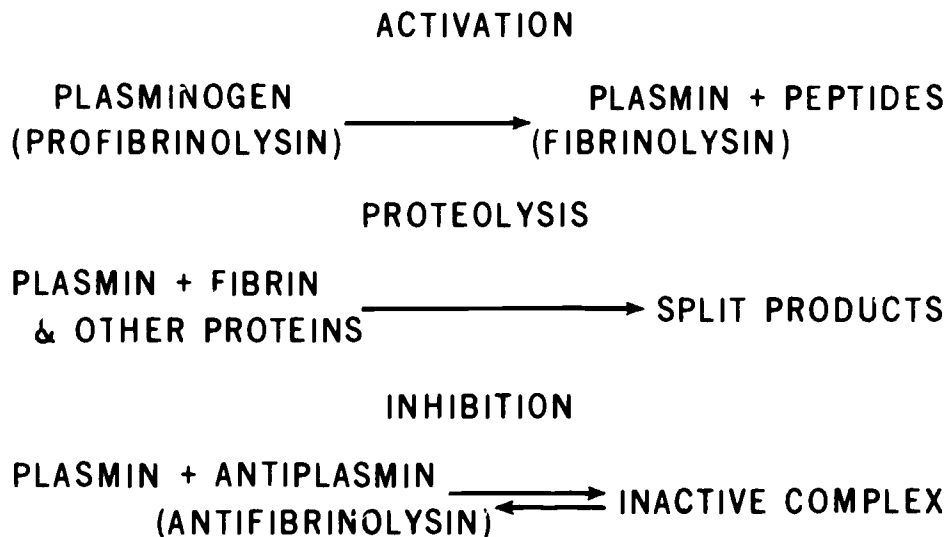 ACTIVATION
PLASMINOGEN PLASMIN + PEPTIDES
(PROFIBRINOLYSIN) (FIBRINOLYSIN)
PROTEOLYSIS
PLASMIN + FIBRIN
& OTHER PROTEINS SPLIT PRODUCTS
INHIBITION
PLASMIN + ANTIPLASMIN
(ANTIFIBRINOLYSIN) INACTIVE COMPLEX